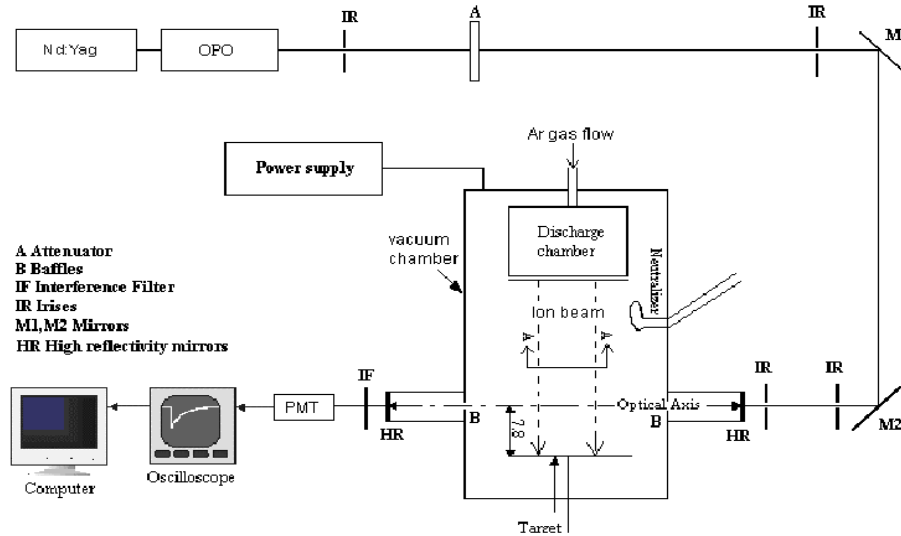 IR
A
IR
Nd:Yag
OPO
M
Ar gas flow
Power supply
Discharge
chamber
vacuum
chamber
Neutralizer
A Attenuator
B Baffles
IF Interference Filter
IR Irises
M1,M2 Mirrors
HR High reflectivity mirrors
Ion beam
A
A
IF
IR
IR
PMT
Optical Axis
HR
B
7.8
B
HR
M2
Computer
Oscilloscope
Target